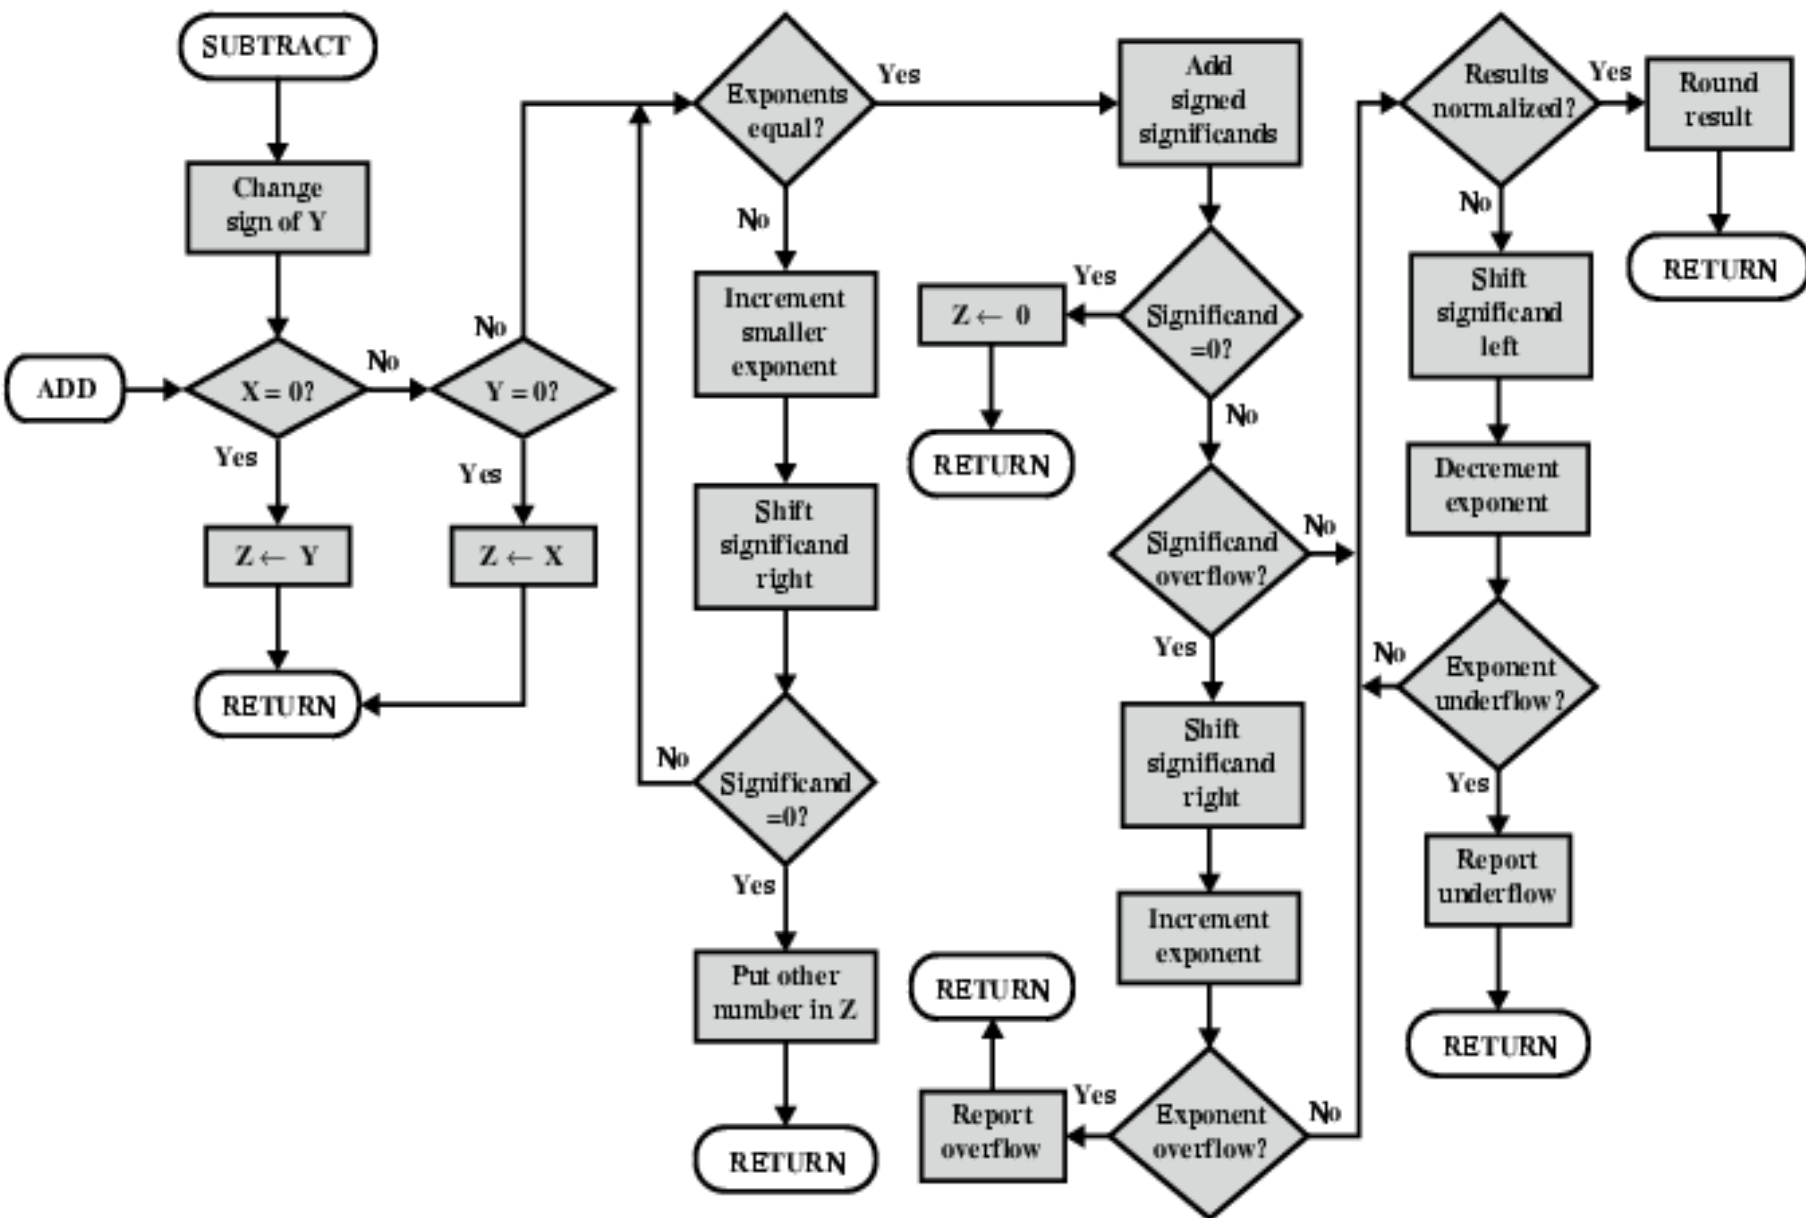 SUBTRACT
Change
sign of Y
ADD
X = 0?
No
Yes
Z ← Y
RETURN
No
Y = 0?
Yes
Z ← X
Exponents
equal?
Yes
No
Increment
smaller
exponent
Shift
significand
right
No
Significand
=0?
Yes
Put other
number in Z
RETURN
Add
signed
significands
Yes
Significand
=0?
Z ← 0
RETURN
No
Significand
overflow?
No
Yes
Shift
significand
right
Increment
exponent
Exponent
overflow?
Yes
Report
overflow
RETURN
No
Results
normalized?
Yes
Round
result
RETURN
No
Shift
significand
left
Decrement
exponent
No
Exponent
underflow?
Yes
Report
underflow
RETURN